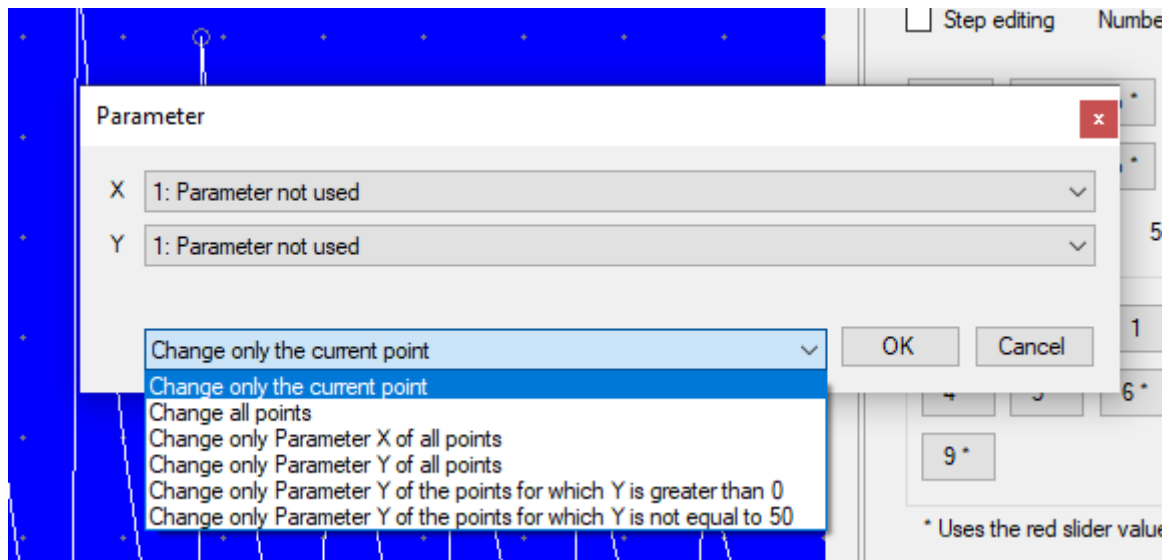 Step editing Numbe
Parameter
x
*
*
X 1: Parameter not used
Y 1: Parameter not used
5
Change only the current point OK Cancel 1
Change only the current point
Change all points
6 *
Change only Parameter X of all points
Change only Parameter Y of all points
9 *
Change only Parameter Y of the points for which Y is greater than 0
Change only Parameter Y of the points for which Y is not equal to 50
* Uses the red slider value